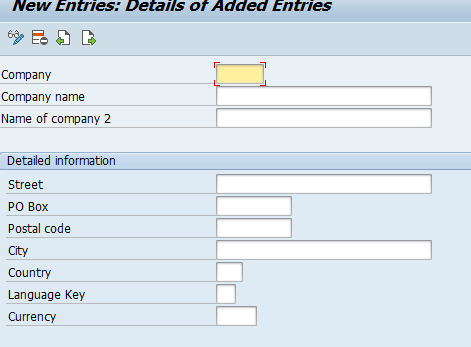 New Entries: Details of Added Entries
Company
Company name
Name of company 2
Detailed information
Street
PO Box
Postal code
City
Country
Language Key
Currency